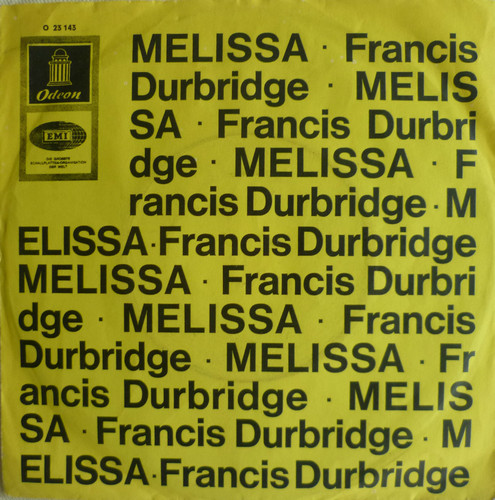 O 23 143
Odeon
EMI
DIE GRÖSSTE
SCHALLPLATTENORGANISATION
DER WELT
MELISSA · Francis
Durbridge · MELIS
SA · Francis Durbri
dge · MELISSA · F
rancis Durbridge · M
ELISSA · Francis Durbridge
MELISSA · Francis Durbri
dge · MELISSA · Francis
Durbridge · MELISSA · Fr
ancis Durbridge · MELIS
SA · Francis Durbridge · M
ELISSA · Francis Durbridge